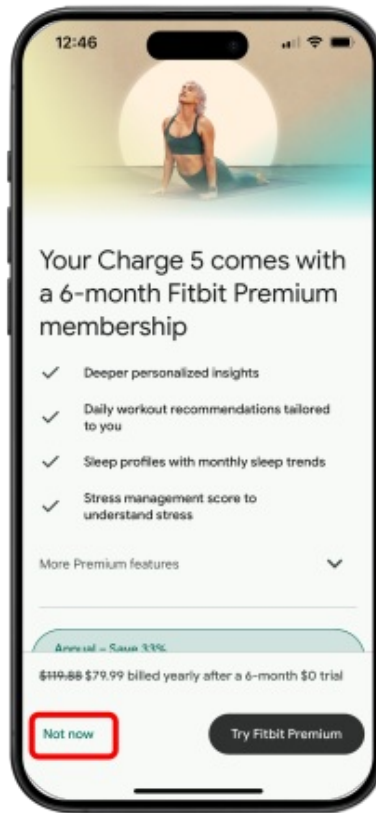 12:46
Your Charge 5 comes with
a 6-month Fitbit Premium
membership
Deeper personalized insights
Daily workout recommendations tailored
to you
Sleep profiles with monthly sleep trends
Stress management score to
understand stress
More Premium features
Annual – Save 33%
$119.88 $79.99 billed yearly after a 6-month $0 trial
Not now
Try Fitbit Premium